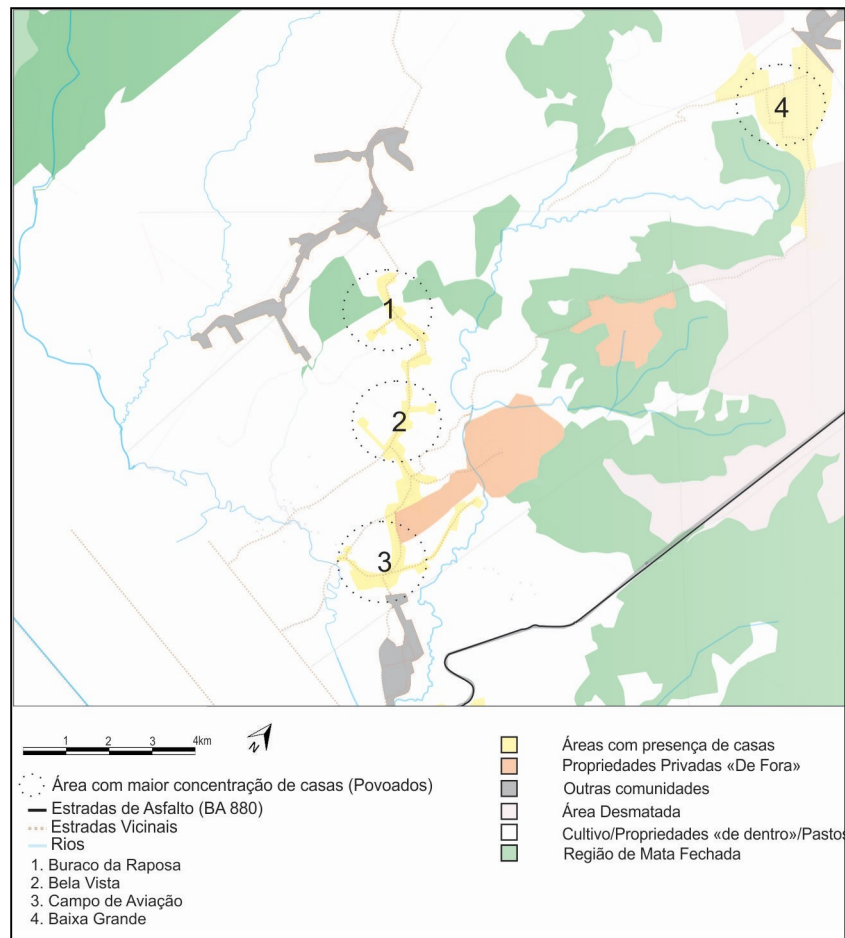 4
1
2
3
1 2 3 4km
N
Área com maior concentração de casas (Povoados)
Estradas de Asfalto (BA 880)
Estradas Vicinais
Rios
1. Buraco da Raposa
2. Bela Vista
3. Campo de Aviação
4. Baixa Grande
Áreas com presença de casas
Propriedades Privadas «De Fora»
Outras comunidades
Área Desmatada
Cultivo/Propriedades «de dentro»/Pastos
Região de Mata Fechada